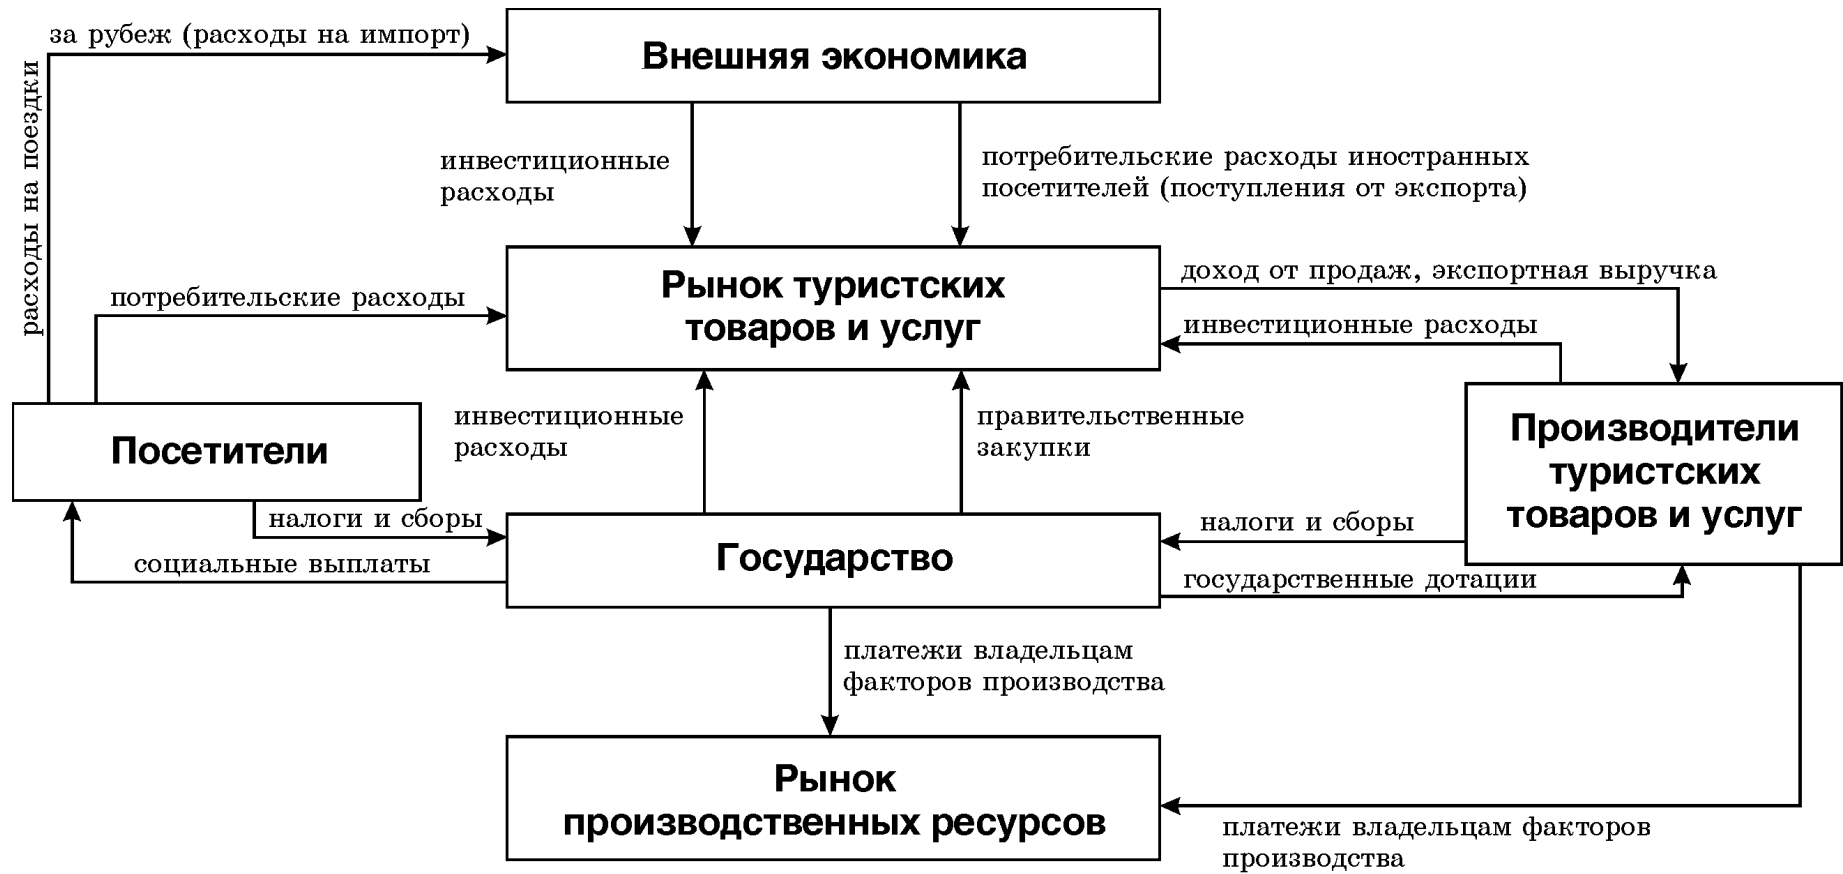 за рубеж (расходы на импорт)
расходы на поездки
Внешняя экономика
инвестиционные
расходы
потребительские расходы иностранных
посетителей (поступления от экспорта)
потребительские расходы
Рынок туристских
товаров и услуг
доход от продаж, экспортная выручка
инвестиционные расходы
Посетители
инвестиционные
расходы
правительственные
закупки
Производители
туристских
товаров и услуг
налоги и сборы
социальные выплаты
Государство
налоги и сборы
государственные дотации
платежи владельцам
факторов производства
Рынок
производственных ресурсов
платежи владельцам факторов
производства